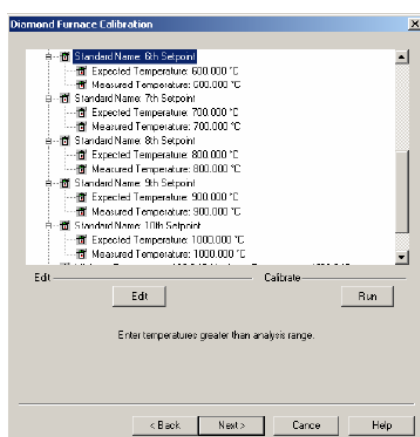 Diamond Furnace Calibration
Standard Name: 6th Setpoint
Expected Temperature: 600.000 °C
Measured Temperature: 600.000 °C
Standard Name: 7th Setpoint
Expected Temperature: 700.000 °C
Measured Temperature: 700.000 °C
Standard Name: 8th Setpoint
Expected Temperature: 800.000 °C
Measured Temperature: 800.000 °C
Standard Name: 9th Setpoint
Expected Temperature: 900.000 °C
Measured Temperature: 900.000 °C
Standard Name: 10th Setpoint
Expected Temperature: 1000.000 °C
Measured Temperature: 1000.000 °C
Edit Calibrate
Edit Run
Enter temperatures greater than analysis range.
< Back Next > Cance Help